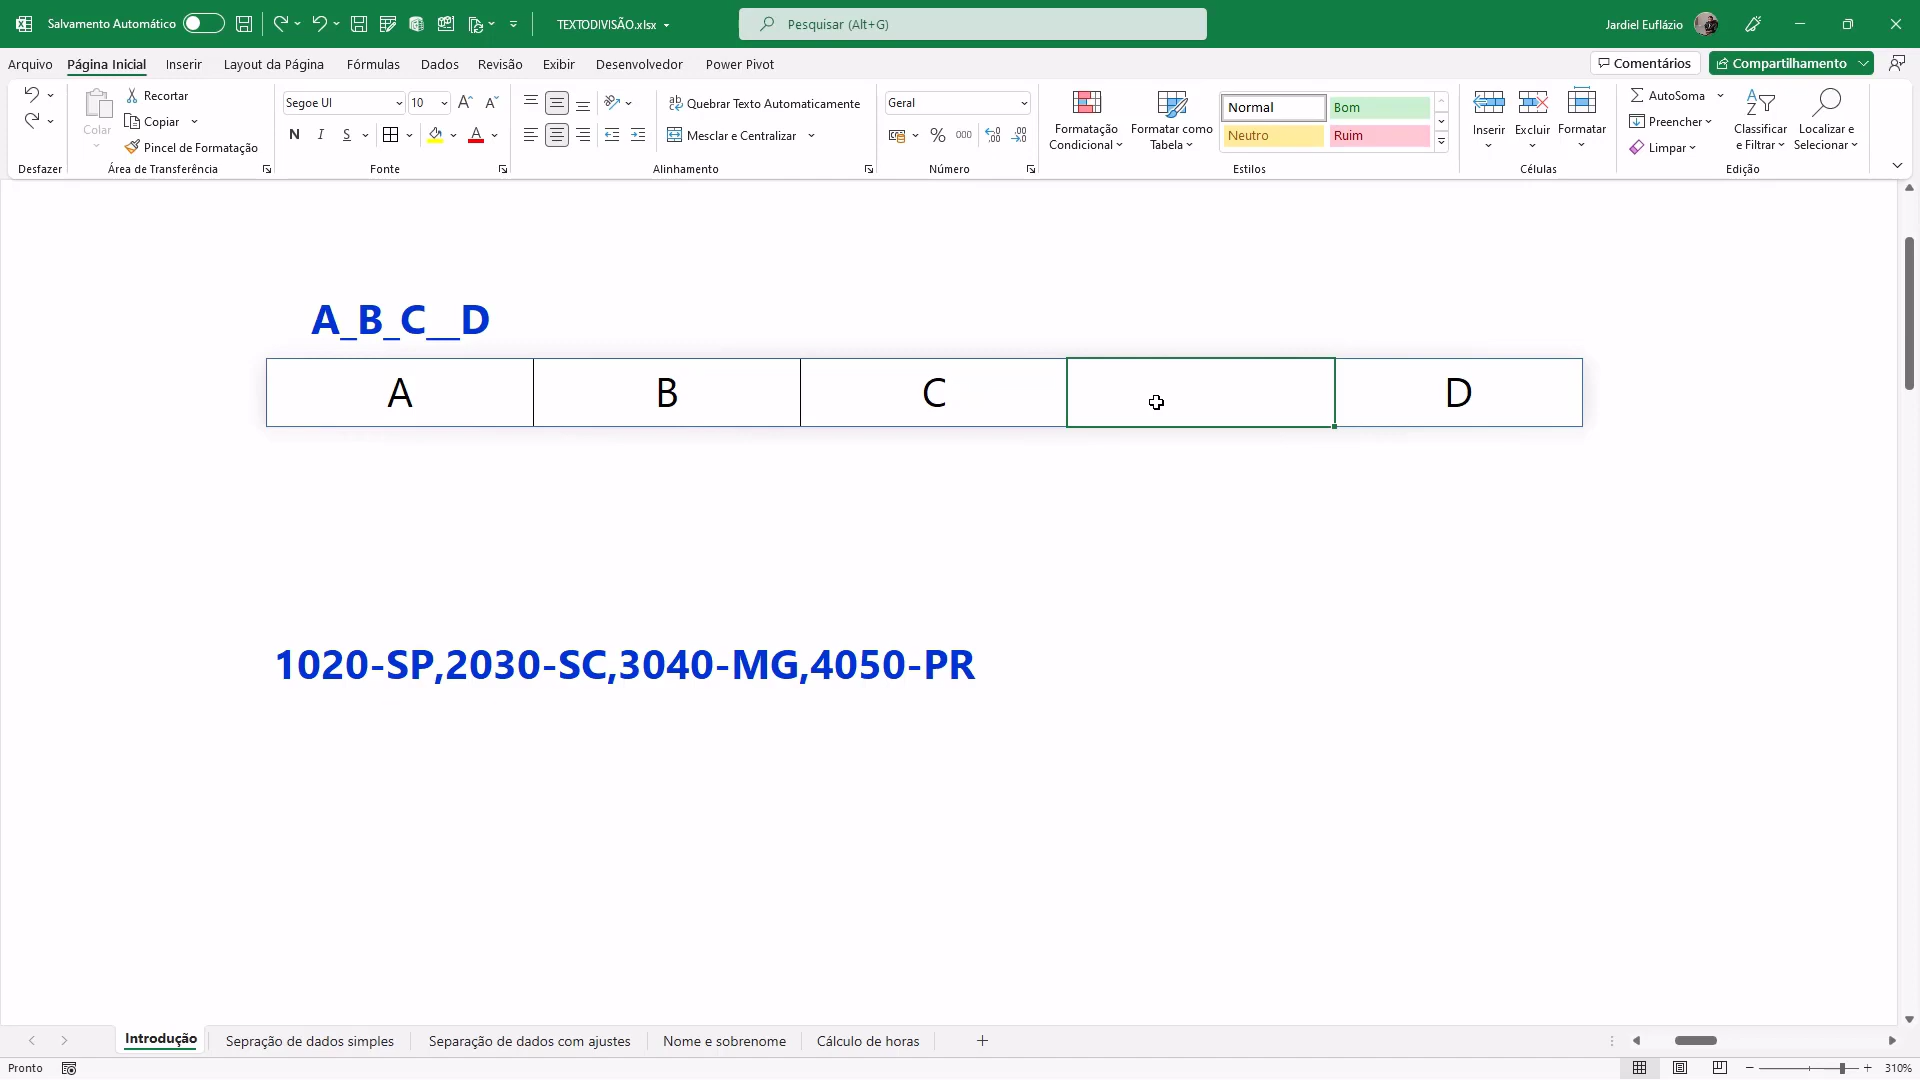 Salvamento Automático
TEXTODIVISÃO.xlsx
Pesquisar (Alt+G)
Jardiel Euflázio
Arquivo Página Inicial Inserir Layout da Página Fórmulas Dados Revisão Exibir Desenvolvedor Power Pivot
Comentários
Compartilhamento
Colar
Recortar
Copiar
Pincel de Formatação
Segoe UI 10
N I S
Quebrar Texto Automaticamente
Mesclar e Centralizar
Geral
% 000
Formatação Condicional
Formatar como Tabela
Normal Bom
Neutro Ruim
Inserir Excluir Formatar
AutoSoma
Preencher
Limpar
Classificar e Filtrar
Localizar e Selecionar
Desfazer Área de Transferência Fonte Alinhamento Número Estilos Células Edição
A_B_C__D
A B C D
1020-SP,2030-SC,3040-MG,4050-PR
Introdução Sepração de dados simples Separação de dados com ajustes Nome e sobrenome Cálculo de horas
Pronto
310%